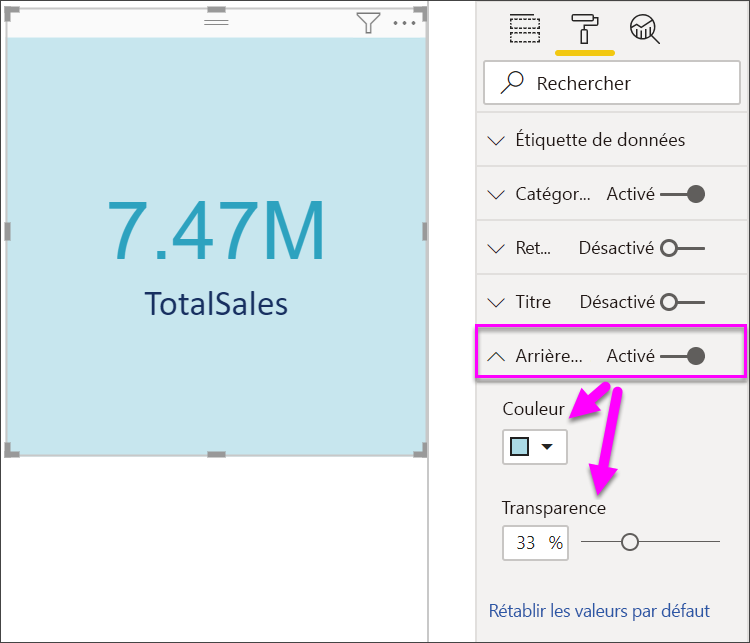 7.47M
TotalSales
Rechercher
Étiquette de données
Catégor... Activé
Ret... Désactivé
Titre Désactivé
Arrière... Activé
Couleur
Transparence
33 %
Rétablir les valeurs par défaut